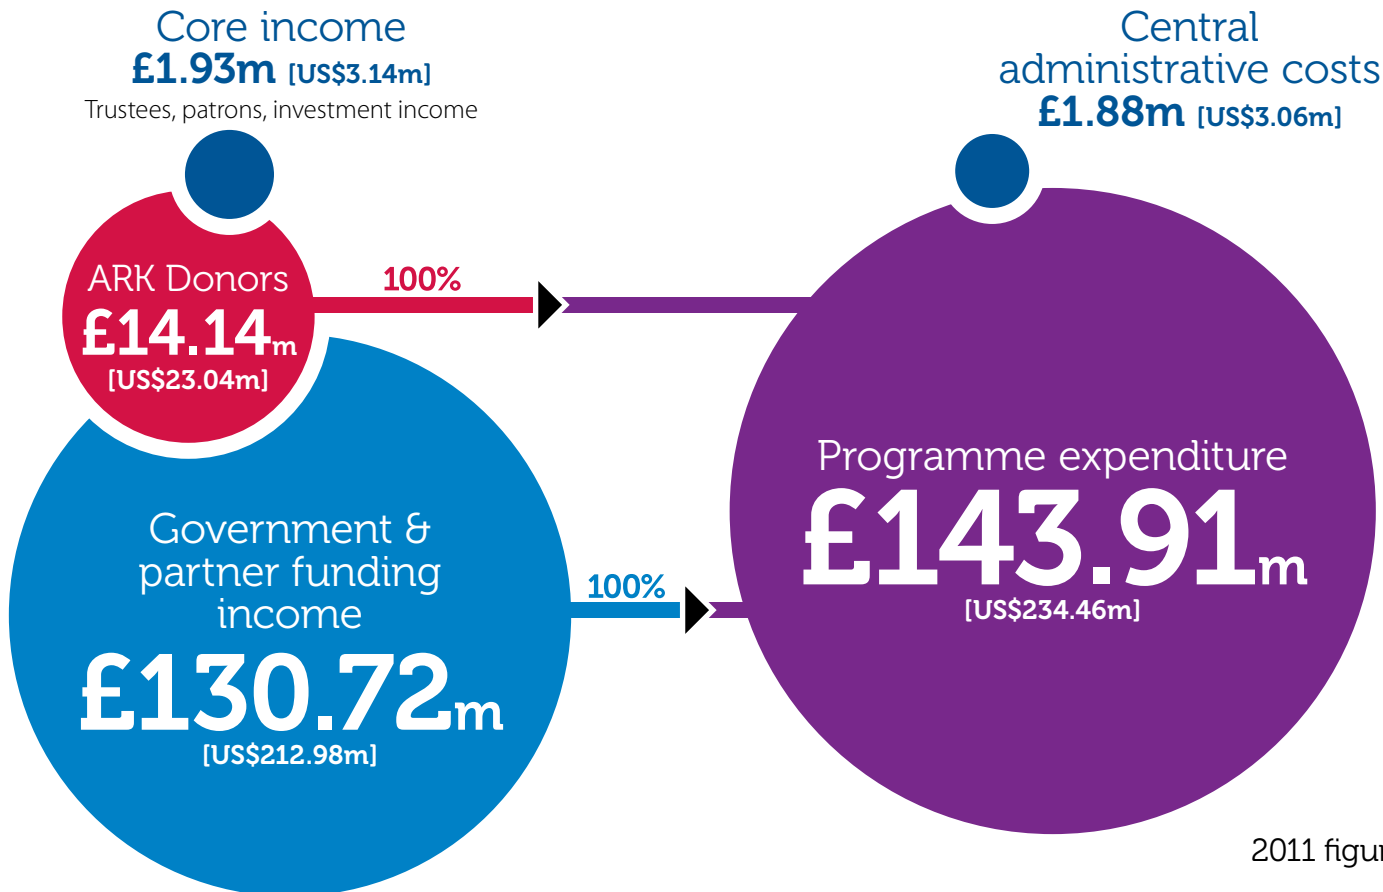 Core income
£1.93m [US$3.14m]
Trustees, patrons, investment income
Central
administrative costs
£1.88m [US$3.06m]
ARK Donors
£14.14m
[US$23.04m]
100%
Programme expenditure
£143.91m
[US$234.46m]
Government &
partner funding
income
£130.72m
[US$212.98m]
100%
2011